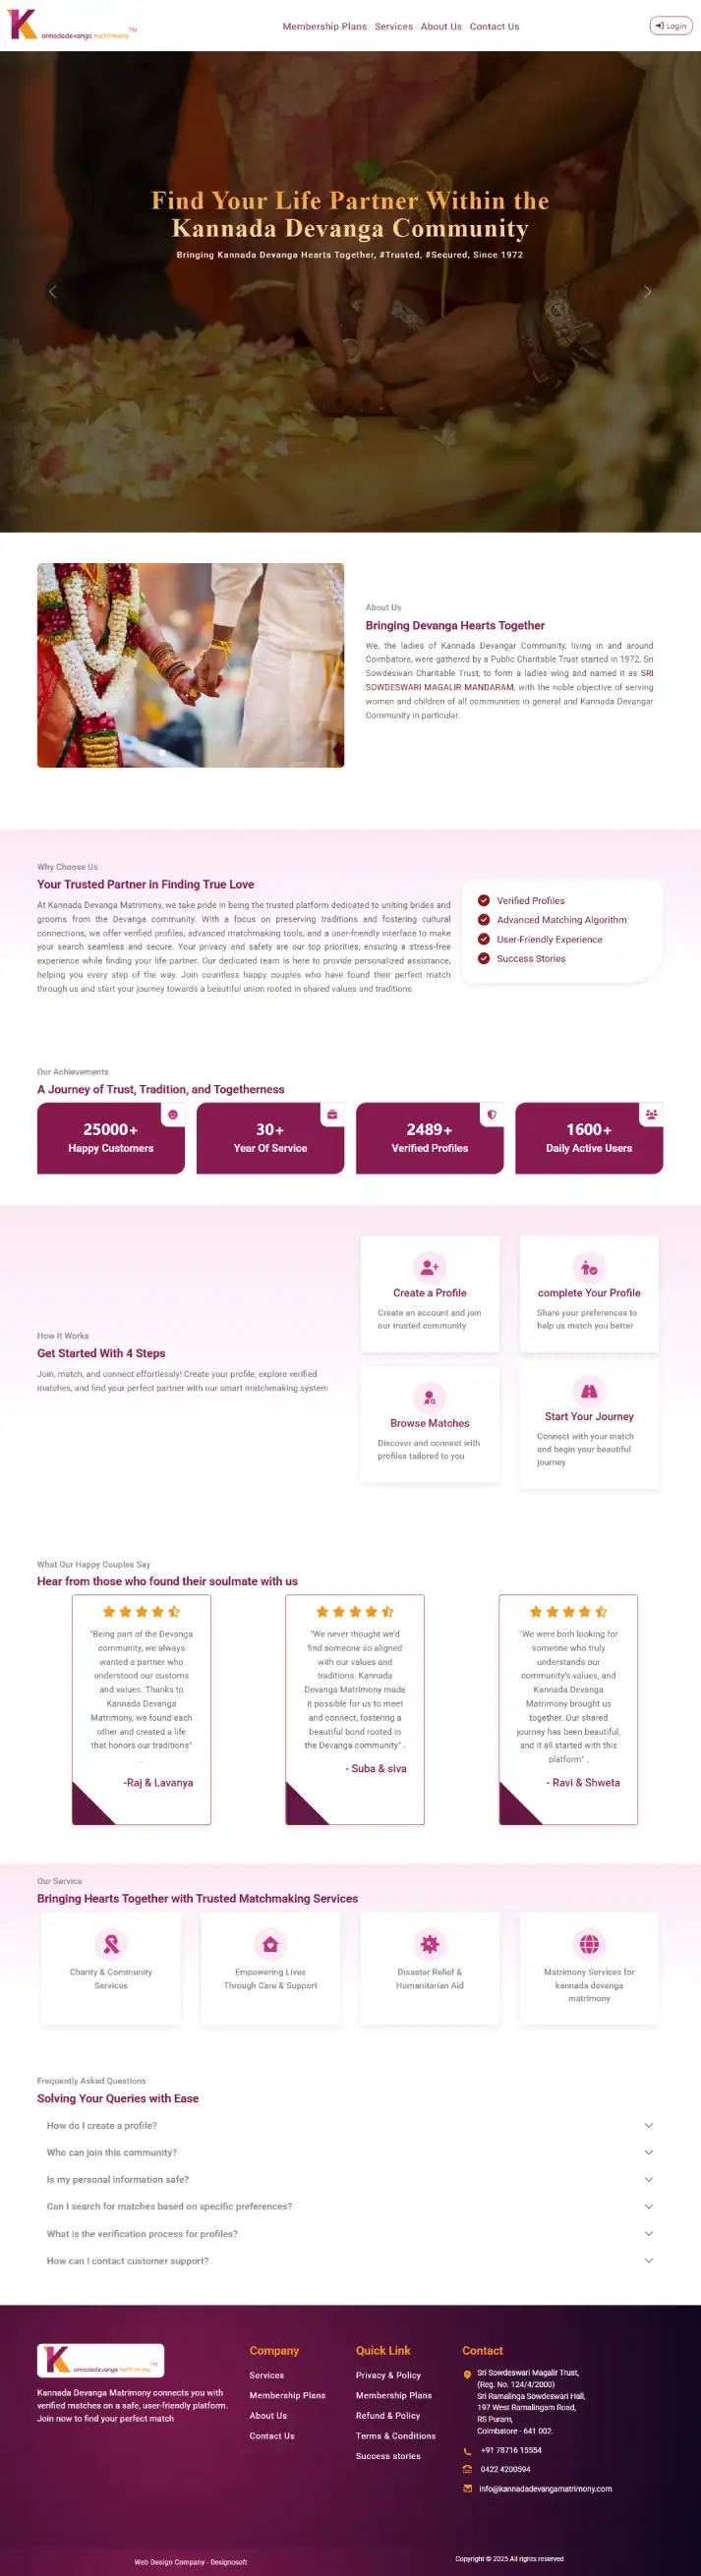 Kannadadevanga matrimony TM
Membership Plans Services About Us Contact Us
Login
Find Your Life Partner Within the
Kannada Devanga Community
Bringing Kannada Devanga Hearts Together, #Trusted, #Secured, Since 1972
About Us
Bringing Devanga Hearts Together
We, the ladies of Kannada Devangar Community, living in and around
Coimbatore, were gathered by a Public Charitable Trust started in 1972, Sri
Sowdeswari Charitable Trust, to form a ladies wing and named it as SRI
SOWDESWARI MAGALIR MANDARAM, with the noble objective of serving
women and children of all communities in general and Kannada Devangar
Community in particular.
Why Choose Us
Your Trusted Partner in Finding True Love
At Kannada Devanga Matrimony, we take pride in being the trusted platform dedicated to uniting brides and
grooms from the Devanga community. With a focus on preserving traditions and fostering cultural
connections, we offer verified profiles, advanced matchmaking tools, and a user-friendly interface to make
your search seamless and secure. Your privacy and safety are our top priorities, ensuring a stress-free
experience while finding your life partner. Our dedicated team is here to provide personalized assistance,
helping you every step of the way. Join countless happy couples who have found their perfect match
through us and start your journey towards a beautiful union rooted in shared values and traditions.
Verified Profiles
Advanced Matching Algorithm
User-Friendly Experience
Success Stories
Our Achievements
A Journey of Trust, Tradition, and Togetherness
25000+
Happy Customers
30+
Year Of Service
2489+
Verified Profiles
1600+
Daily Active Users
How It Works
Get Started With 4 Steps
Join, match, and connect effortlessly! Create your profile, explore verified
matches, and find your perfect partner with our smart matchmaking system
Create a Profile
Create an account and join
our trusted community
complete Your Profile
Share your preferences to
help us match you better
Browse Matches
Discover and connect with
profiles tailored to you
Start Your Journey
Connect with your match
and begin your beautiful
journey
What Our Happy Couples Say
Hear from those who found their soulmate with us
"Being part of the Devanga
community, we always
wanted a partner who
understood our customs
and values. Thanks to
Kannada Devanga
Matrimony, we found each
other and created a life
that honors our traditions"
.
-Raj & Lavanya
"We never thought we'd
find someone so aligned
with our values and
traditions. Kannada
Devanga Matrimony made
it possible for us to meet
and connect, fostering a
beautiful bond rooted in
the Devanga community" .
- Suba & siva
"We were both looking for
someone who truly
understands our
community's values, and
Kannada Devanga
Matrimony brought us
together. Our shared
journey has been beautiful,
and it all started with this
platform" .
- Ravi & Shweta
Our Service
Bringing Hearts Together with Trusted Matchmaking Services
Charity & Community
Services
Empowering Lives
Through Care & Support
Disaster Relief &
Humanitarian Aid
Matrimony Services for
kannada devanga
matrimony
Frequently Asked Questions
Solving Your Queries with Ease
How do I create a profile?
Who can join this community?
Is my personal information safe?
Can I search for matches based on specific preferences?
What is the verification process for profiles?
How can I contact customer support?
Kannadadevanga matrimony TM
Kannada Devanga Matrimony connects you with
verified matches on a safe, user-friendly platform.
Join now to find your perfect match
Company
Services
Membership Plans
About Us
Contact Us
Quick Link
Privacy & Policy
Membership Plans
Refund & Policy
Terms & Conditions
Success stories
Contact
Sri Sowdeswari Magalir Trust,
(Reg. No. 124/4/2000)
Sri Ramalinga Sowdeswari Hall,
197 West Ramalingam Road,
RS Puram,
Coimbatore - 641 002.
+91 78716 15554
0422 4200594
info@kannadadevangamatrimony.com
Web Design Company - Designosoft
Copyright © 2025 All rights reserved